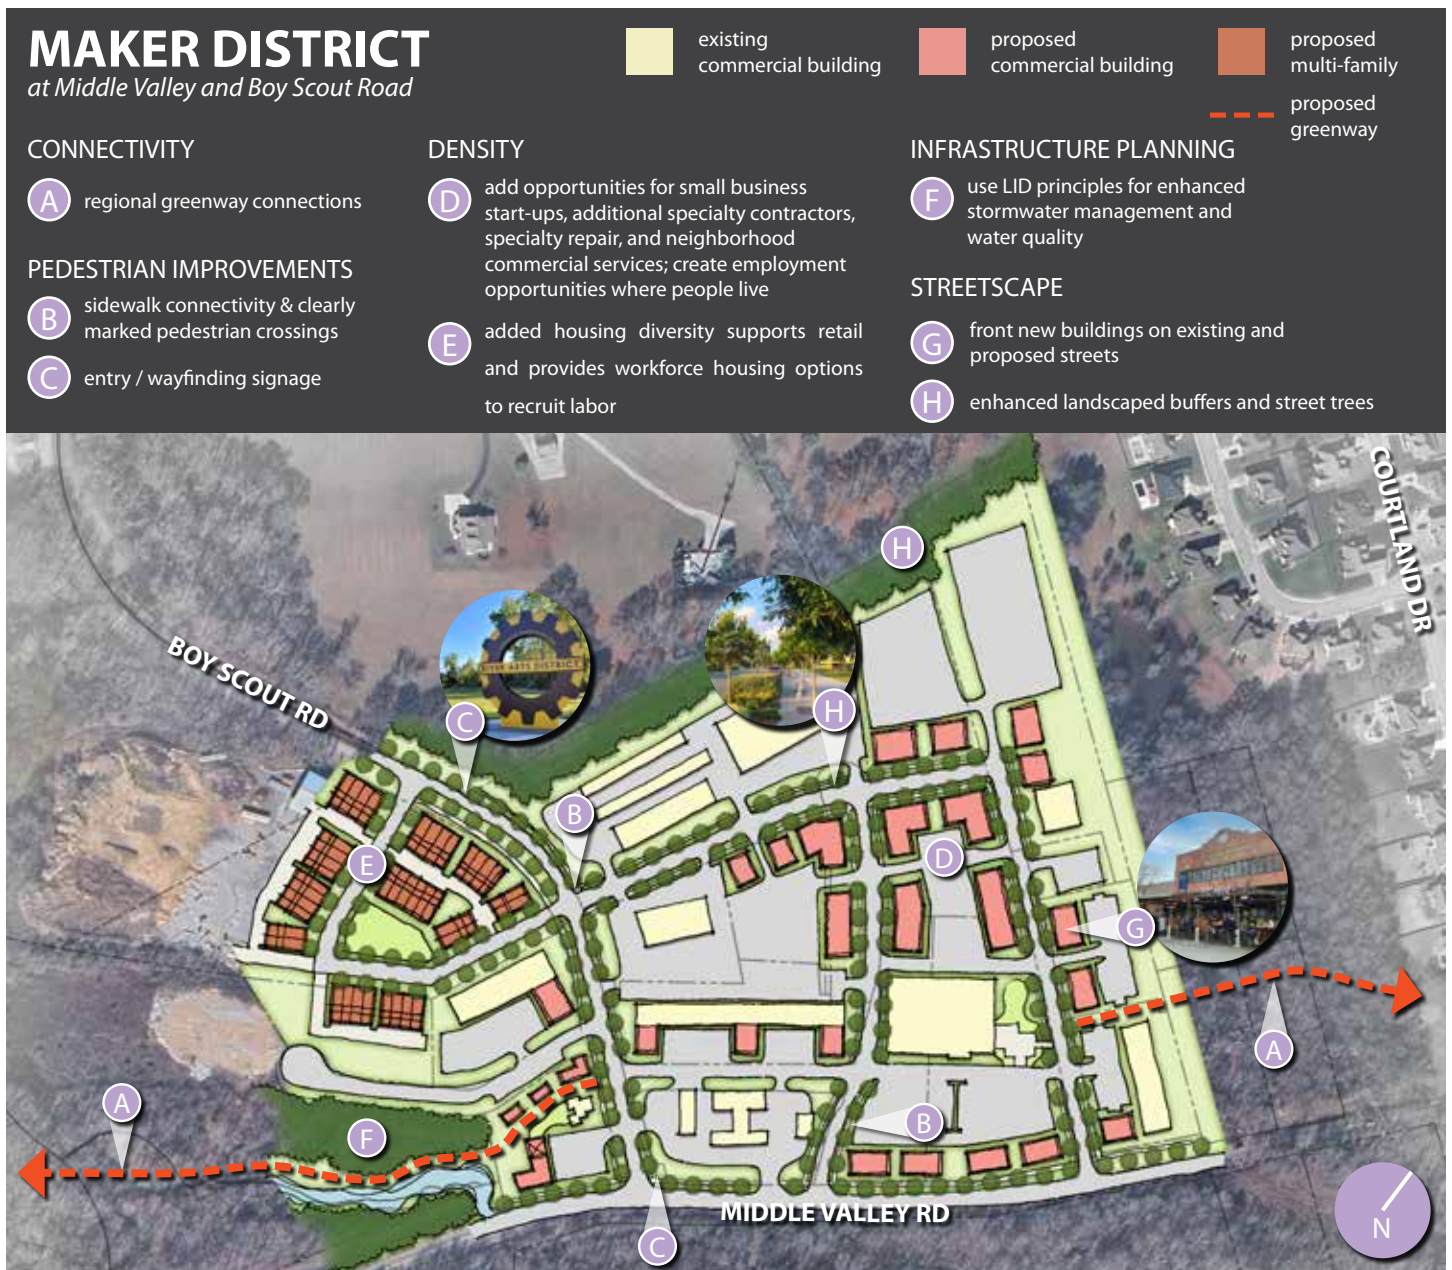 MAKER DISTRICT
at Middle Valley and Boy Scout Road
existing
commercial building
proposed
commercial building
proposed
multi-family
proposed
greenway
CONNECTIVITY
A
regional greenway connections
PEDESTRIAN IMPROVEMENTS
B
sidewalk connectivity & clearly
marked pedestrian crossings
C
entry / wayfinding signage
DENSITY
D
add opportunities for small business
start-ups, additional specialty contractors,
specialty repair, and neighborhood
commercial services; create employment
opportunities where people live
E
added housing diversity supports retail
and provides workforce housing options
to recruit labor
INFRASTRUCTURE PLANNING
F
use LID principles for enhanced
stormwater management and
water quality
STREETSCAPE
G
front new buildings on existing and
proposed streets
H
enhanced landscaped buffers and street trees
COURTLAND DR
H
BOY SCOUT RD
RIVER ARTS DISTRICT
C
H
B
E
D
G
A
A
F
B
MIDDLE VALLEY RD
C
N